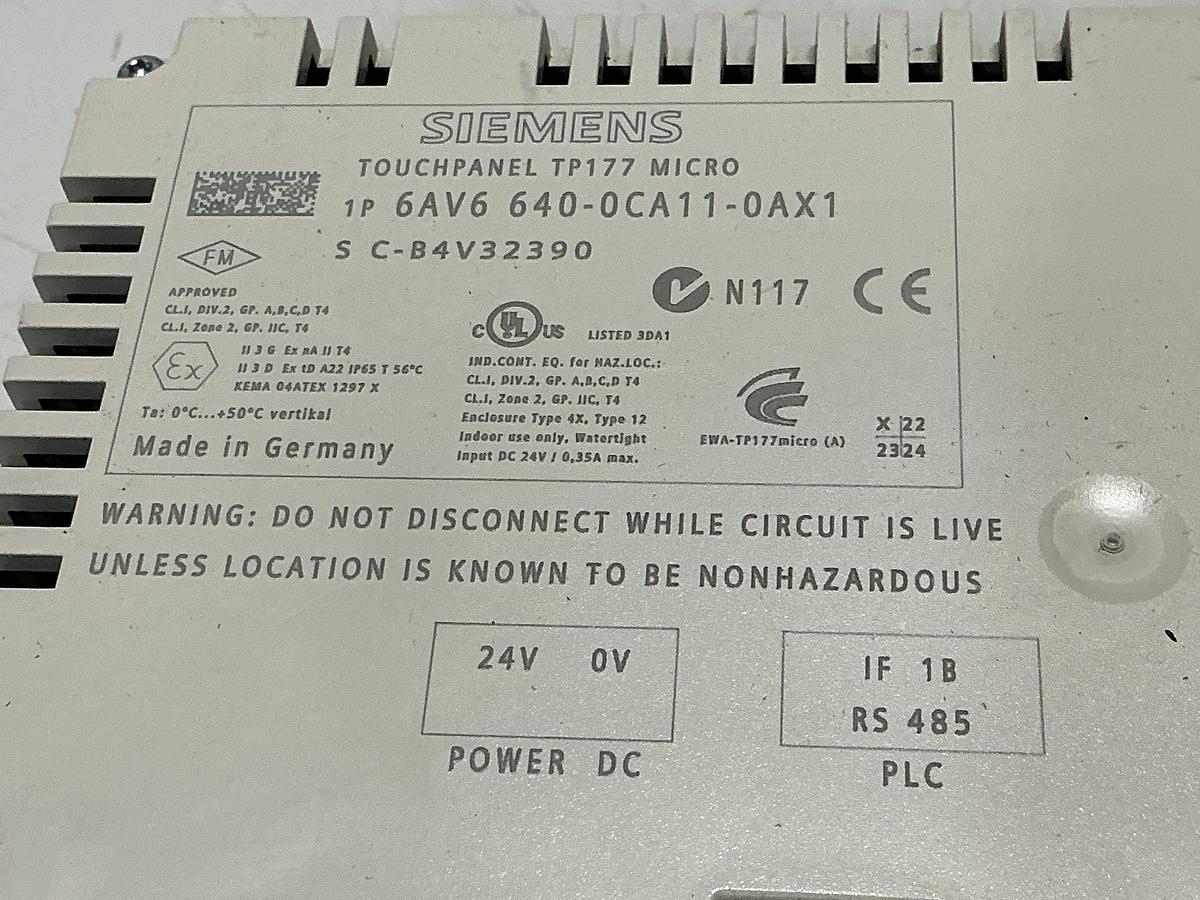 SIEMENS
TOUCHPANEL TP177 MICRO
1P 6AV6 640-0CA11-0AX1
S C-B4V32390
FM
APPROVED
CL.I, DIV.2, GP. A,B,C,D T4
CL.I, Zone 2, GP. IIC, T4
Ex
II 3 G Ex nA II T4
II 3 D Ex tD A22 IP65 T 56°C
KEMA 04ATEX 1297 X
Ta: 0°C...+50°C vertikal
Made in Germany
C UL US LISTED 3DA1
IND.CONT. EQ. for HAZ.LOC.:
CL.I, DIV.2, GP. A,B,C,D T4
CL.I, Zone 2, GP. IIC, T4
Enclosure Type 4X, Type 12
Indoor use only, Watertight
Input DC 24V / 0,35A max.
N117 CE
EWA-TP177micro (A)
X 22
23 24
WARNING: DO NOT DISCONNECT WHILE CIRCUIT IS LIVE
UNLESS LOCATION IS KNOWN TO BE NONHAZARDOUS
24V 0V
POWER DC
IF 1B
RS 485
PLC